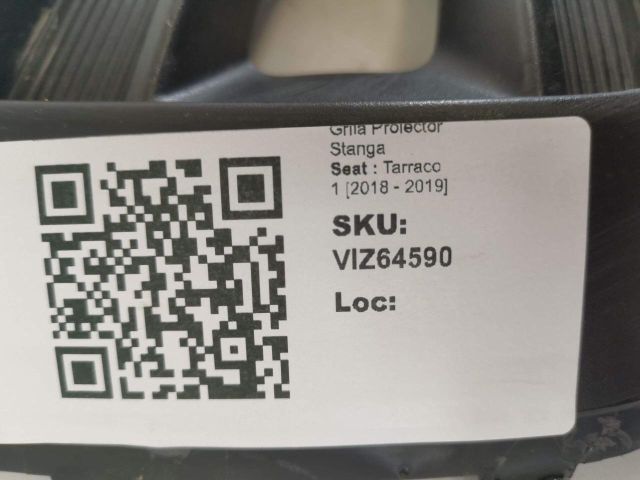 Grila Proiector
Stanga
Seat : Tarraco
1 [2018 - 2019]
SKU:
VIZ64590
Loc: